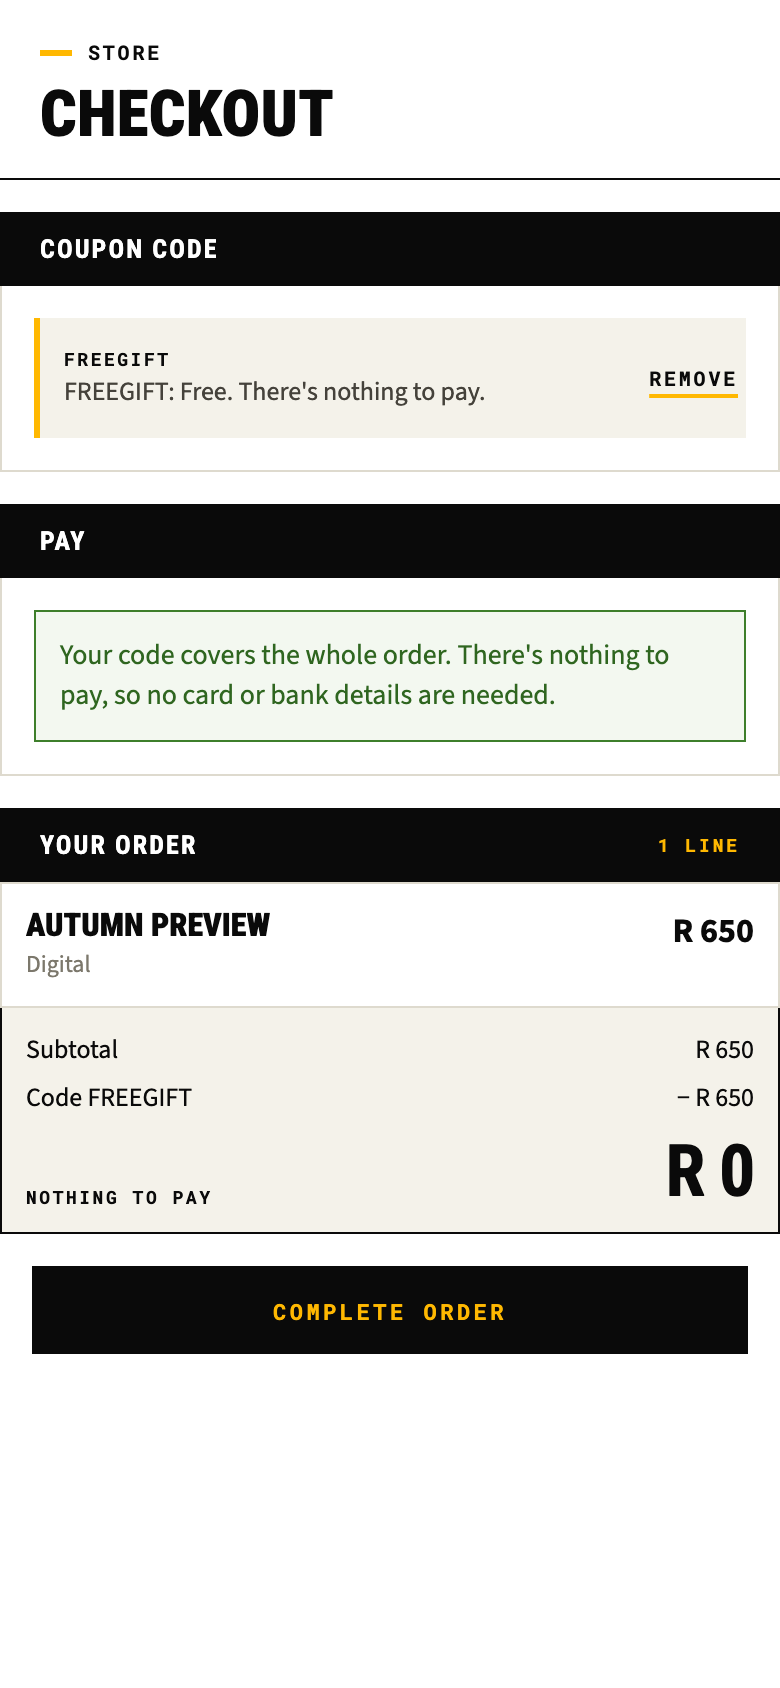 STORE
CHECKOUT
COUPON CODE
FREEGIFT
FREEGIFT: Free. There's nothing to pay.
REMOVE
PAY
Your code covers the whole order. There's nothing to
pay, so no card or bank details are needed.
YOUR ORDER 1 LINE
AUTUMN PREVIEW R 650
Digital
Subtotal R 650
Code FREEGIFT − R 650
NOTHING TO PAY R 0
COMPLETE ORDER